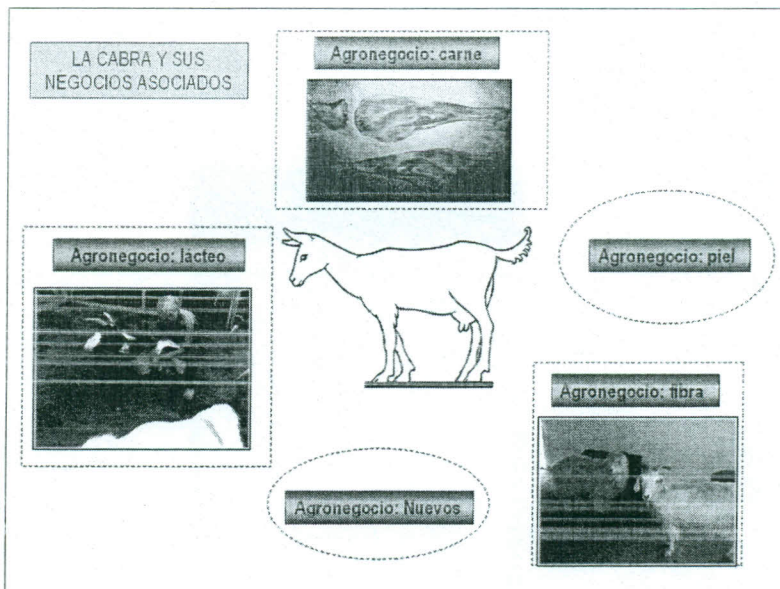 LA CABRA Y SUS
NEGOCIOS ASOCIADOS
Agronegocio: carne
Agronegocio: lácteo
Agronegocio: piel
Agronegocio: fibra
Agronegocio: Nuevos